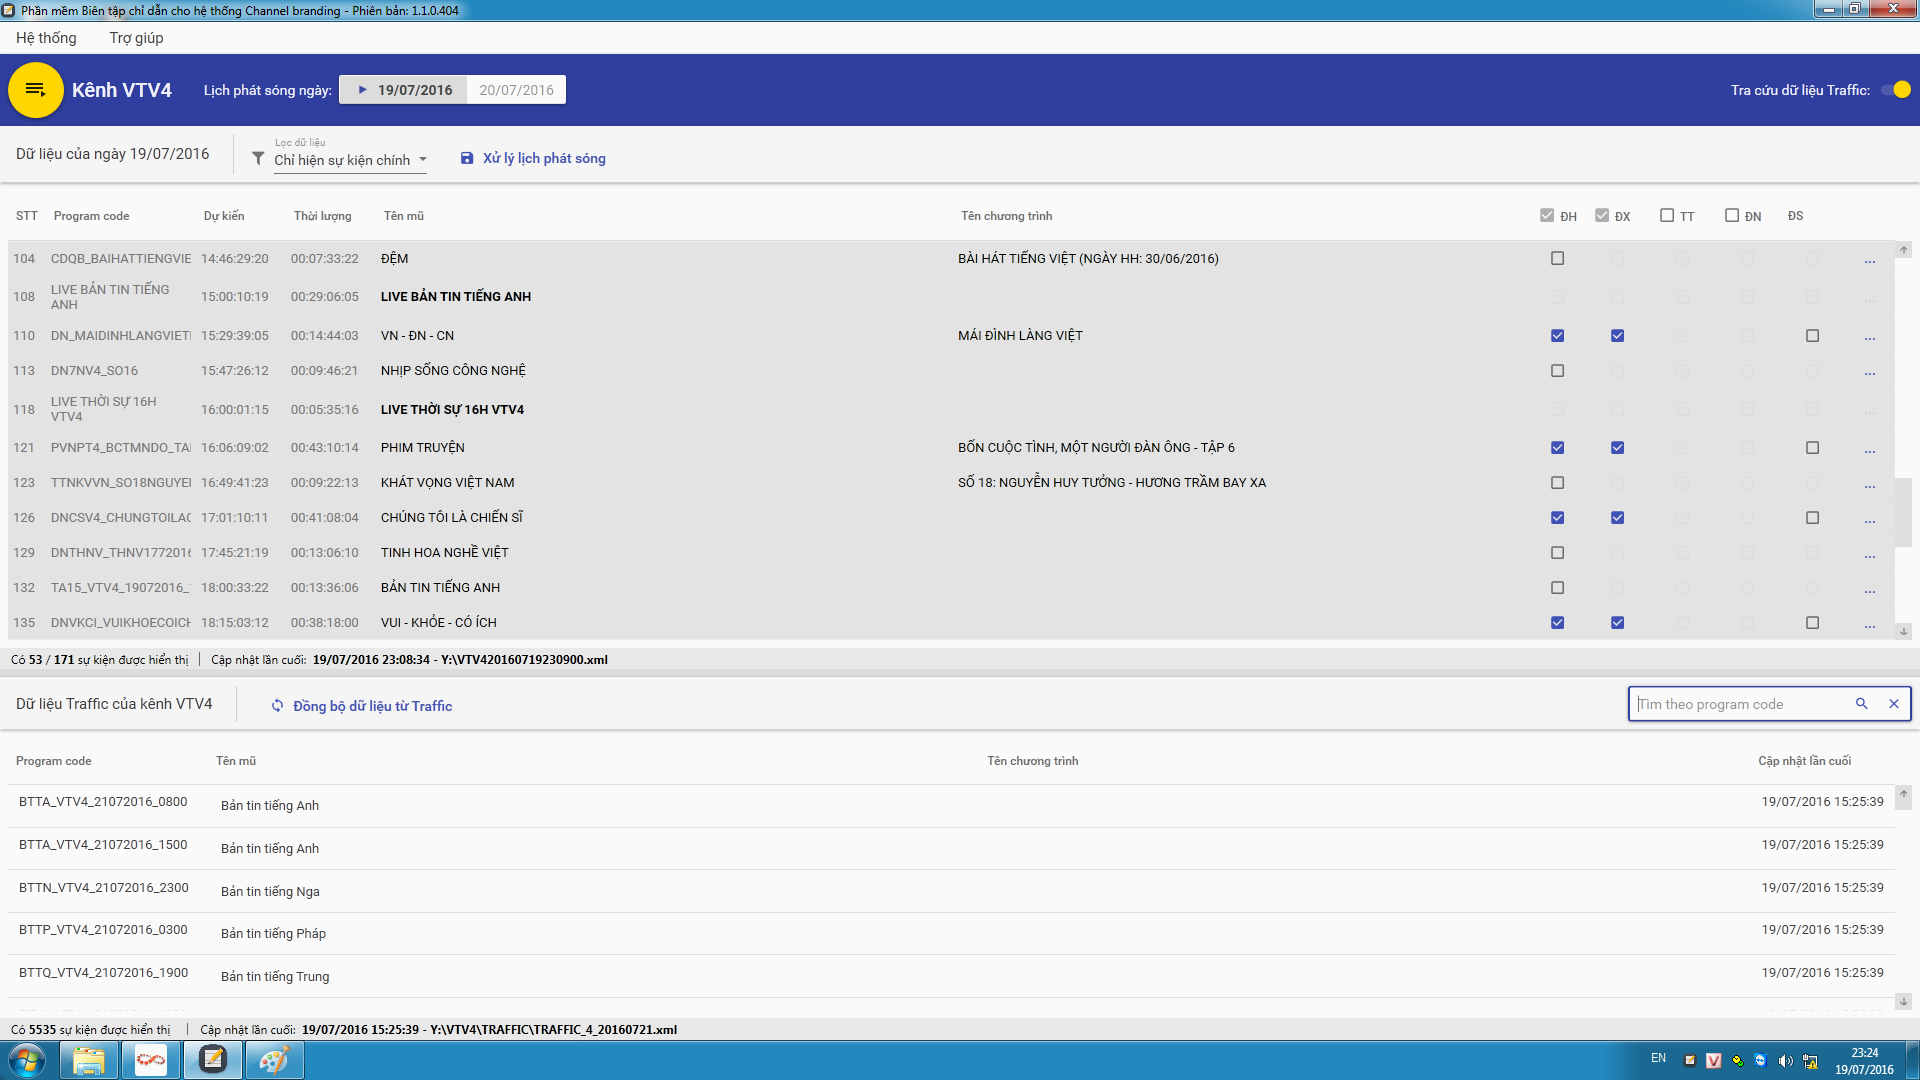 Phần mềm Biên tập chỉ dẫn cho hệ thống Channel branding - Phiên bản: 1.1.0.404
Hệ thống Trợ giúp
Kênh VTV4 Lịch phát sóng ngày: 19/07/2016 20/07/2016 Tra cứu dữ liệu Traffic:
Lọc dữ liệu
Dữ liệu của ngày 19/07/2016 Chỉ hiện sự kiện chính Xử lý lịch phát sóng
STT Program code Dự kiến Thời lượng Tên mũ Tên chương trình ĐH ĐX TT ĐN ĐS
104 CDQB_BAIHATTIENGVIE 14:46:29:20 00:07:33:22 ĐỆM BÀI HÁT TIẾNG VIỆT (NGÀY HH: 30/06/2016) ...
108 LIVE BẢN TIN TIẾNG ANH 15:00:10:19 00:29:06:05 LIVE BẢN TIN TIẾNG ANH ...
110 DN_MAIDINHLANGVIET 15:29:39:05 00:14:44:03 VN - ĐN - CN MÁI ĐÌNH LÀNG VIỆT ...
113 DN7NV4_SO16 15:47:26:12 00:09:46:21 NHỊP SỐNG CÔNG NGHỆ ...
118 LIVE THỜI SỰ 16H VTV4 16:00:01:15 00:05:35:16 LIVE THỜI SỰ 16H VTV4 ...
121 PVNPT4_BCTMNDO_TA 16:06:09:02 00:43:10:14 PHIM TRUYỆN BỐN CUỘC TÌNH, MỘT NGƯỜI ĐÀN ÔNG - TẬP 6 ...
123 TTNKVVN_SO18NGUYE 16:49:41:23 00:09:22:13 KHÁT VỌNG VIỆT NAM SỐ 18: NGUYỄN HUY TƯỞNG - HƯƠNG TRẦM BAY XA ...
126 DNCSV4_CHUNGTOILAC 17:01:10:11 00:41:08:04 CHÚNG TÔI LÀ CHIẾN SĨ ...
129 DNTHNV_THNV1772016 17:45:21:19 00:13:06:10 TINH HOA NGHỀ VIỆT ...
132 TA15_VTV4_19072016_ 18:00:33:22 00:13:36:06 BẢN TIN TIẾNG ANH ...
135 DNVKCI_VUIKHOECOICH 18:15:03:12 00:38:18:00 VUI - KHỎE - CÓ ÍCH ...
Có 53 / 171 sự kiện được hiển thị Cập nhật lần cuối: 19/07/2016 23:08:34 - Y:\VTV420160719230900.xml
Dữ liệu Traffic của kênh VTV4 Đồng bộ dữ liệu từ Traffic Tìm theo program code
Program code Tên mũ Tên chương trình Cập nhật lần cuối
BTTA_VTV4_21072016_0800 Bản tin tiếng Anh 19/07/2016 15:25:39
BTTA_VTV4_21072016_1500 Bản tin tiếng Anh 19/07/2016 15:25:39
BTTN_VTV4_21072016_2300 Bản tin tiếng Nga 19/07/2016 15:25:39
BTTP_VTV4_21072016_0300 Bản tin tiếng Pháp 19/07/2016 15:25:39
BTTQ_VTV4_21072016_1900 Bản tin tiếng Trung 19/07/2016 15:25:39
Có 5535 sự kiện được hiển thị Cập nhật lần cuối: 19/07/2016 15:25:39 - Y:\VTV4\TRAFFIC\TRAFFIC_4_20160721.xml
EN 23:24
19/07/2016